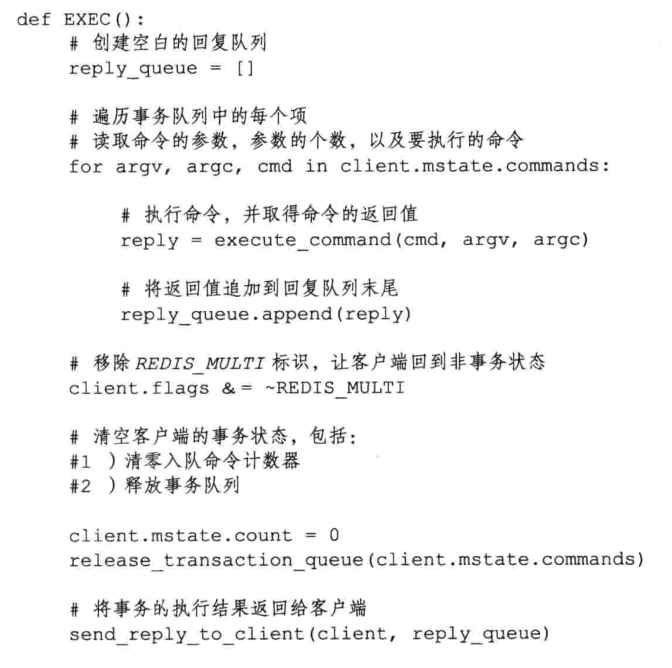 def EXEC():
# 创建空白的回复队列
reply_queue = []
# 遍历事务队列中的每个项
# 读取命令的参数，参数的个数，以及要执行的命令
for argv, argc, cmd in client.mstate.commands:
# 执行命令，并取得命令的返回值
reply = execute_command(cmd, argv, argc)
# 将返回值追加到回复队列末尾
reply_queue.append(reply)
# 移除 REDIS_MULTI 标识，让客户端回到非事务状态
client.flags &= ~REDIS_MULTI
# 清空客户端的事务状态，包括：
#1 ）清零入队命令计数器
#2 ）释放事务队列
client.mstate.count = 0
release_transaction_queue(client.mstate.commands)
# 将事务的执行结果返回给客户端
send_reply_to_client(client, reply_queue)